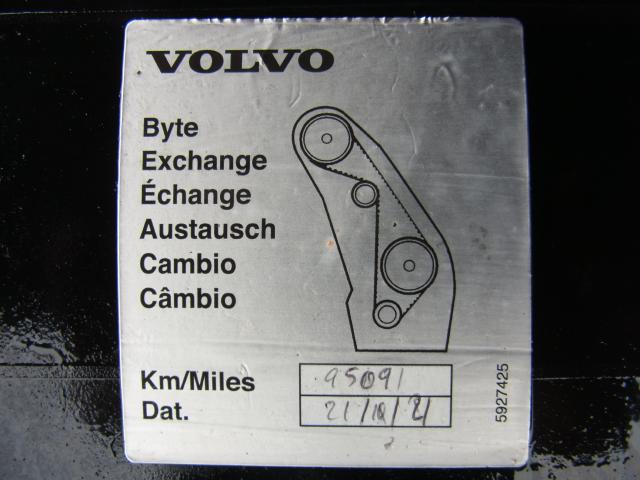 VOLVO
Byte
Exchange
Échange
Austausch
Cambio
Câmbio
Km/Miles 95091
Dat.
5927425